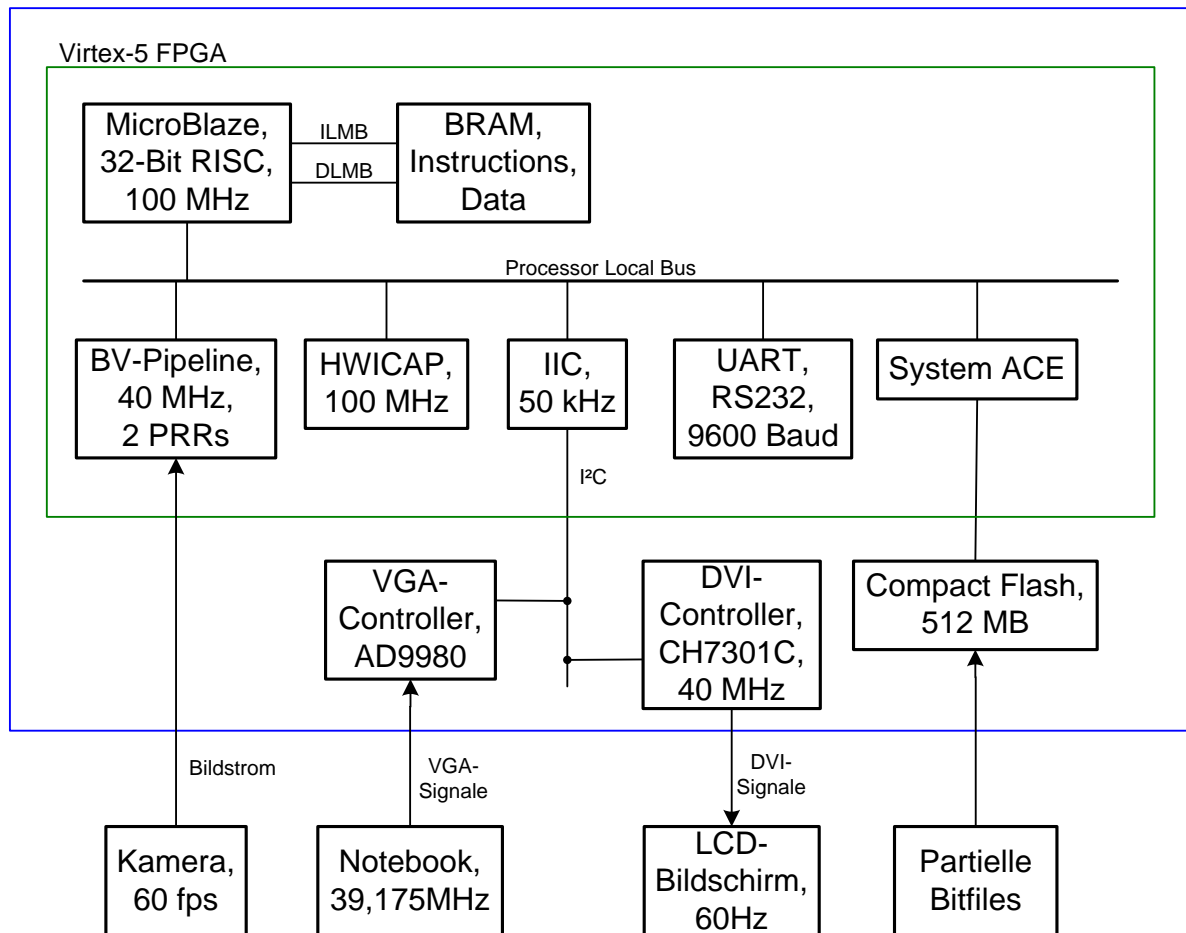 Virtex-5 FPGA
MicroBlaze,
32-Bit RISC,
100 MHz
ILMB
DLMB
BRAM,
Instructions,
Data
Processor Local Bus
BV-Pipeline,
40 MHz,
2 PRRs
HWICAP,
100 MHz
IIC,
50 kHz
UART,
RS232,
9600 Baud
System ACE
I²C
VGA-
Controller,
AD9980
DVI-
Controller,
CH7301C,
40 MHz
Compact Flash,
512 MB
Bildstrom
VGA-
Signale
DVI-
Signale
Kamera,
60 fps
Notebook,
39,175MHz
LCD-
Bildschirm,
60Hz
Partielle
Bitfiles